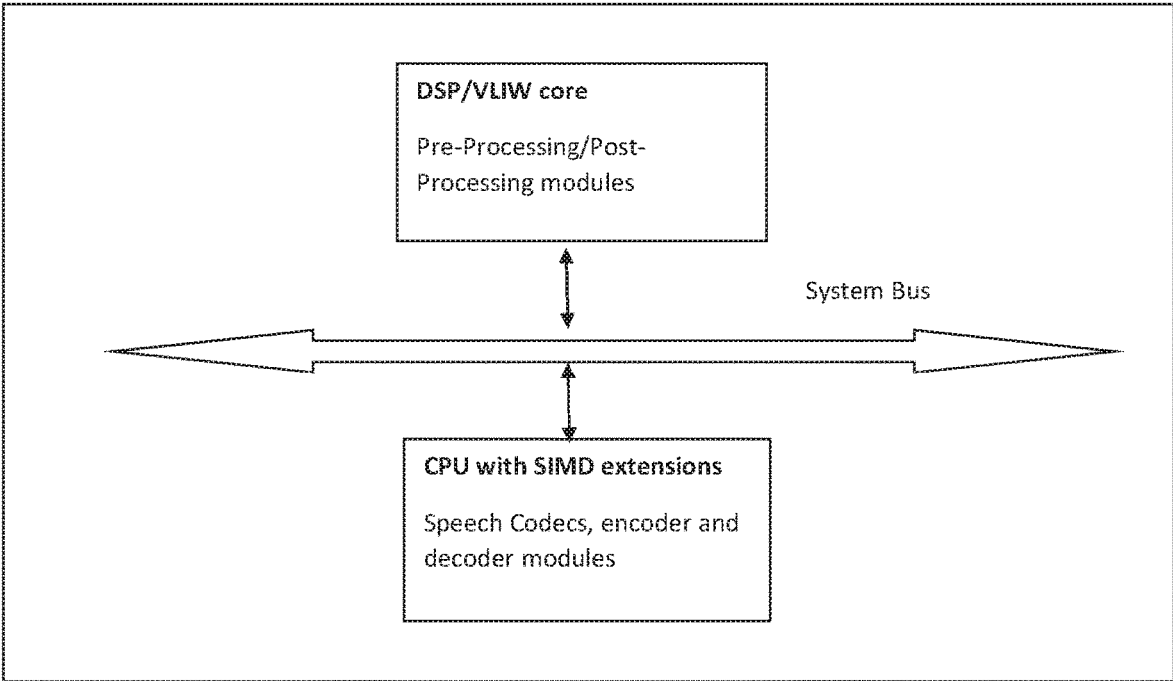 DSP/VLIW core
Pre-Processing/Post-
Processing modules
System Bus
CPU with SIMD extensions
Speech Codecs, encoder and
decoder modules